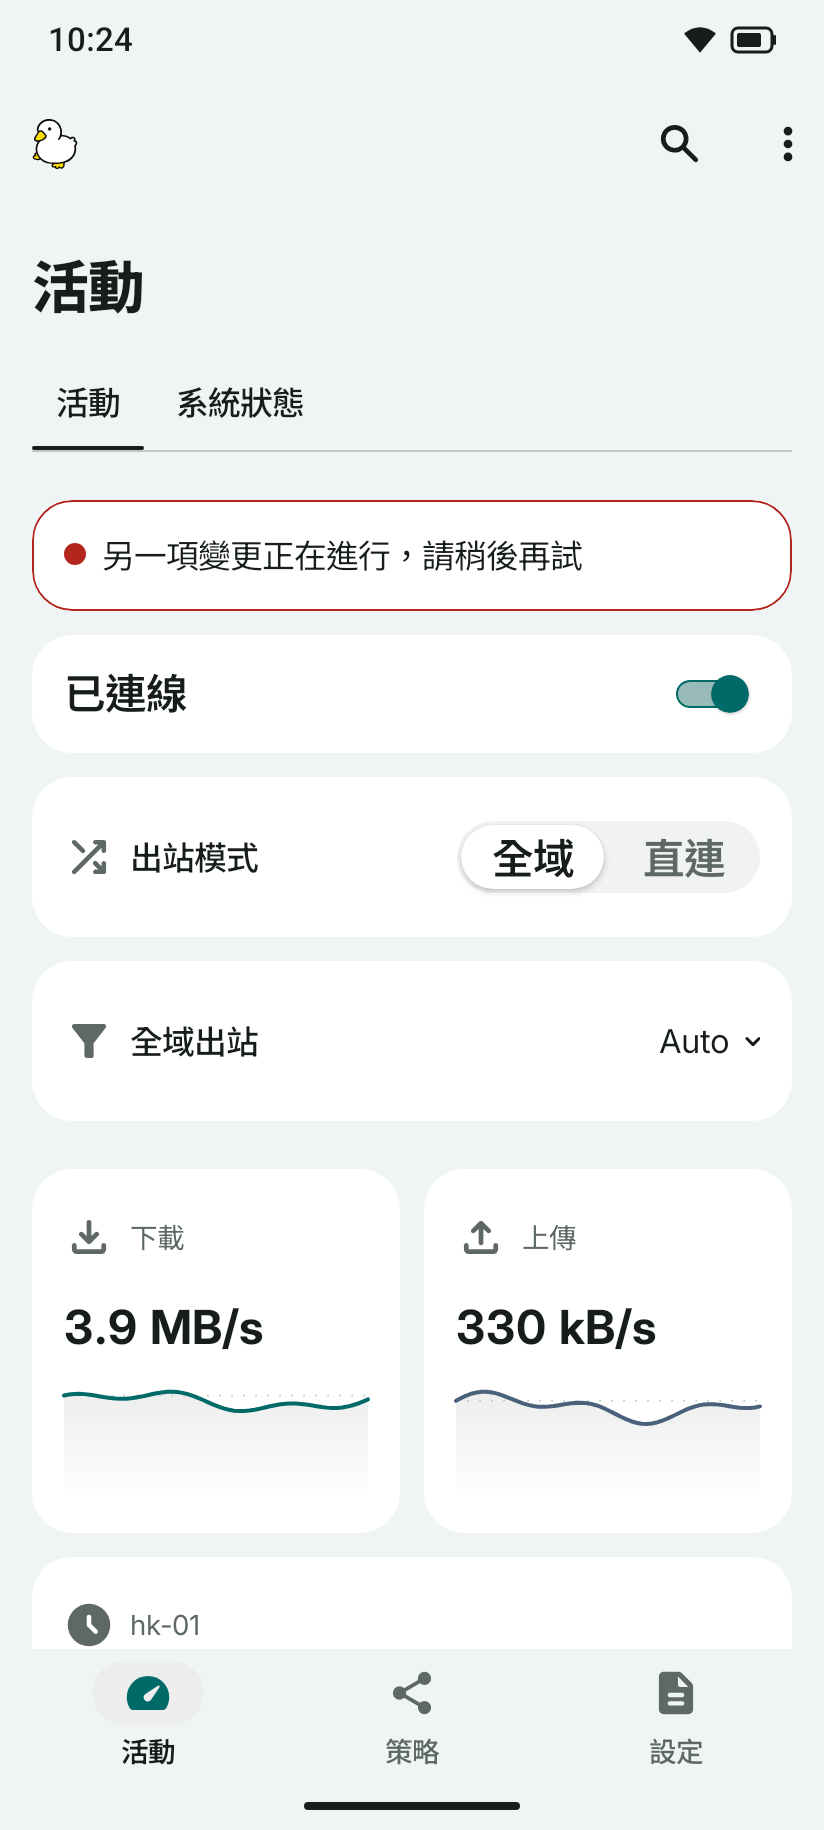 10:24
活動
活動
系統狀態
另一項變更正在進行，請稍後再試
已連線
出站模式
全域
直連
全域出站
Auto
下載
上傳
3.9 MB/s
330 kB/s
hk-01
活動
策略
設定